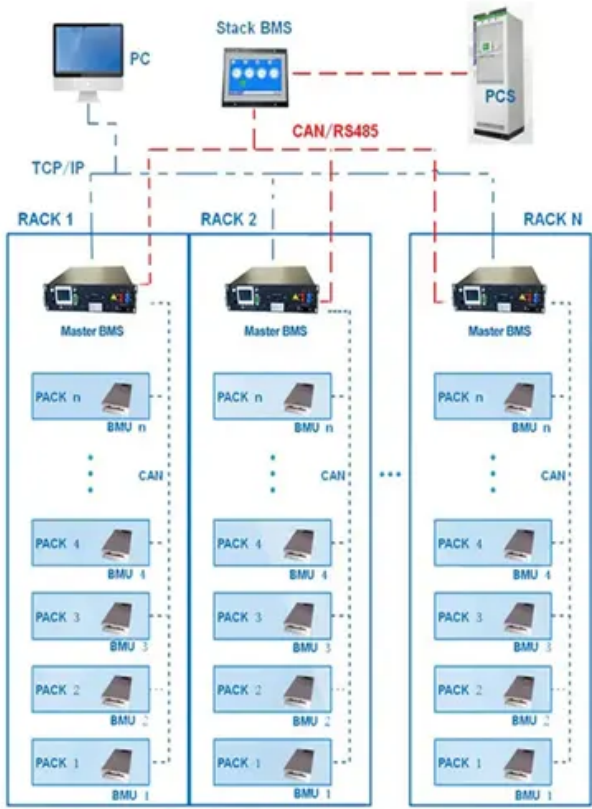 Stack BMS
PC
PCS
CAN/RS485
TCP/IP
RACK 1
RACK 2
RACK N
Master BMS
Master BMS
Master BMS
PACK n
BMU n
PACK n
BMU n
PACK n
BMU n
CAN
CAN
...
CAN
PACK 4
BMU 4
PACK 4
BMU 4
PACK 4
BMU 4
PACK 3
BMU 3
PACK 3
BMU 3
PACK 3
BMU 3
PACK 2
BMU 2
PACK 2
BMU 2
PACK 2
BMU 2
PACK 1
BMU 1
PACK 1
BMU 1
PACK 1
BMU 1